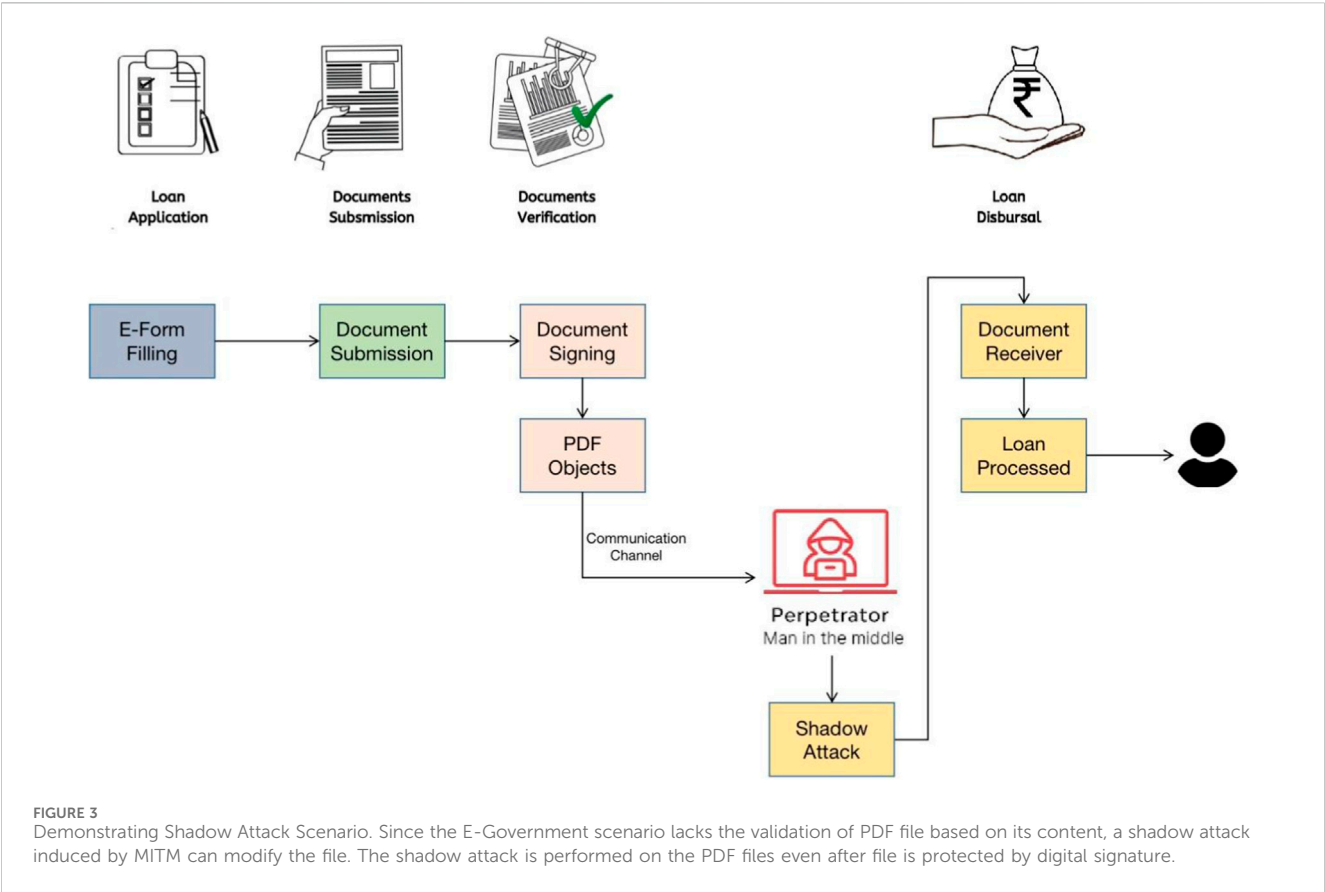 ₹
Loan
Application
Documents
Subsmission
Documents
Verification
Loan
Disbursal
E-Form
Filling
Document
Submission
Document
Signing
Document
Receiver
PDF
Objects
Loan
Processed
Communication
Channel
Perpetrator
Man in the middle
Shadow
Attack
FIGURE 3
Demonstrating Shadow Attack Scenario. Since the E-Government scenario lacks the validation of PDF file based on its content, a shadow attack
induced by MITM can modify the file. The shadow attack is performed on the PDF files even after file is protected by digital signature.